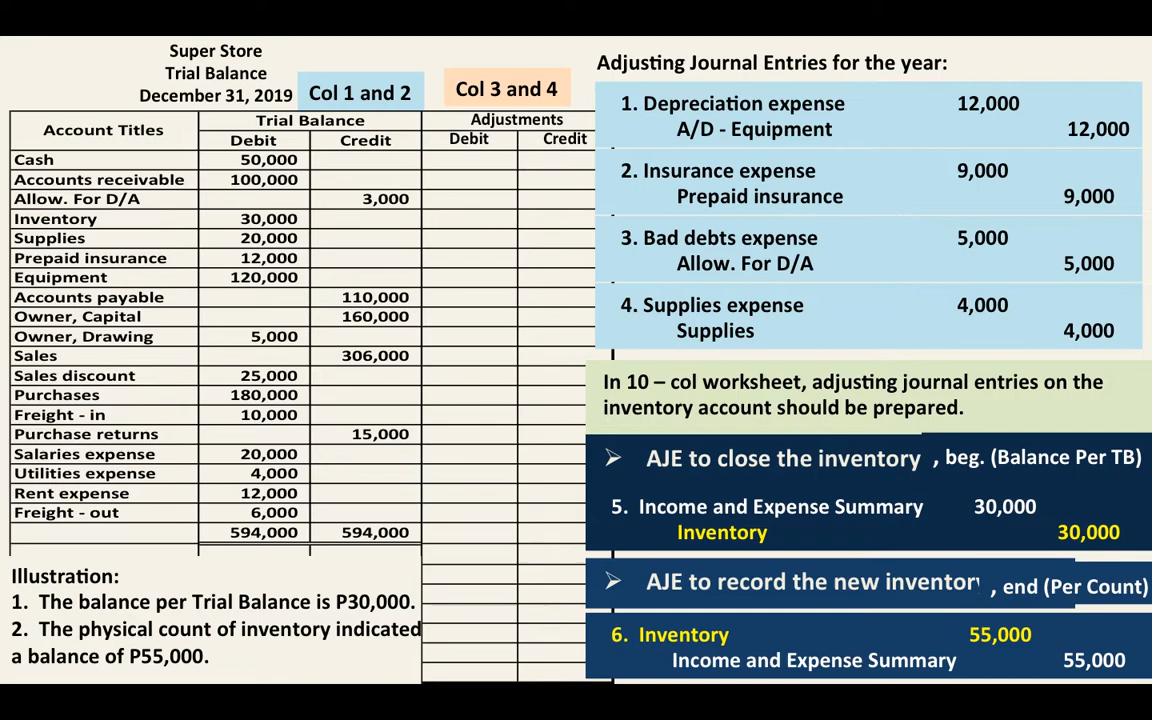 Super Store
Trial Balance
December 31, 2019
Col 1 and 2
Col 3 and 4
Account Titles
Trial Balance
Adjustments
Debit Credit Debit Credit
Cash 50,000
Accounts receivable 100,000
Allow. For D/A 3,000
Inventory 30,000
Supplies 20,000
Prepaid insurance 12,000
Equipment 120,000
Accounts payable 110,000
Owner, Capital 160,000
Owner, Drawing 5,000
Sales 306,000
Sales discount 25,000
Purchases 180,000
Freight - in 10,000
Purchase returns 15,000
Salaries expense 20,000
Utilities expense 4,000
Rent expense 12,000
Freight - out 6,000
594,000 594,000
Illustration:
1. The balance per Trial Balance is P30,000.
2. The physical count of inventory indicated
a balance of P55,000.
Adjusting Journal Entries for the year:
1. Depreciation expense 12,000
A/D - Equipment 12,000
2. Insurance expense 9,000
Prepaid insurance 9,000
3. Bad debts expense 5,000
Allow. For D/A 5,000
4. Supplies expense 4,000
Supplies 4,000
In 10 – col worksheet, adjusting journal entries on the
inventory account should be prepared.
➢ AJE to close the inventory , beg. (Balance Per TB)
5. Income and Expense Summary 30,000
Inventory 30,000
➢ AJE to record the new inventory , end (Per Count)
6. Inventory 55,000
Income and Expense Summary 55,000